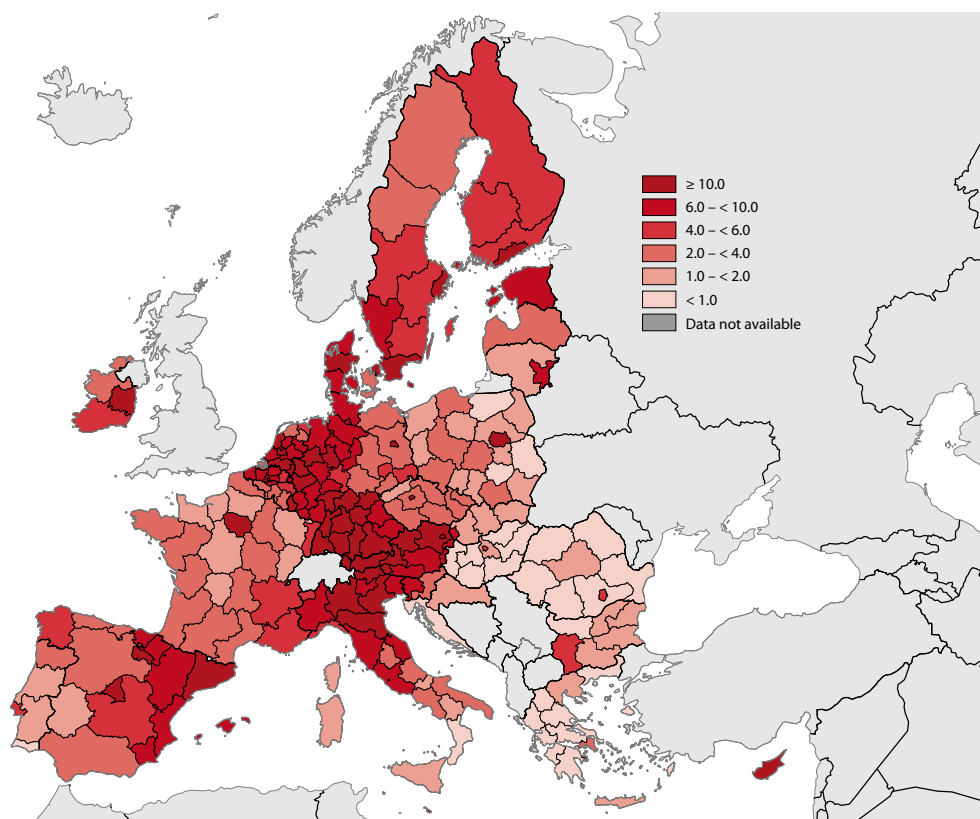 ≥ 10.0
6.0 – < 10.0
4.0 – < 6.0
2.0 – < 4.0
1.0 – < 2.0
< 1.0
Data not available